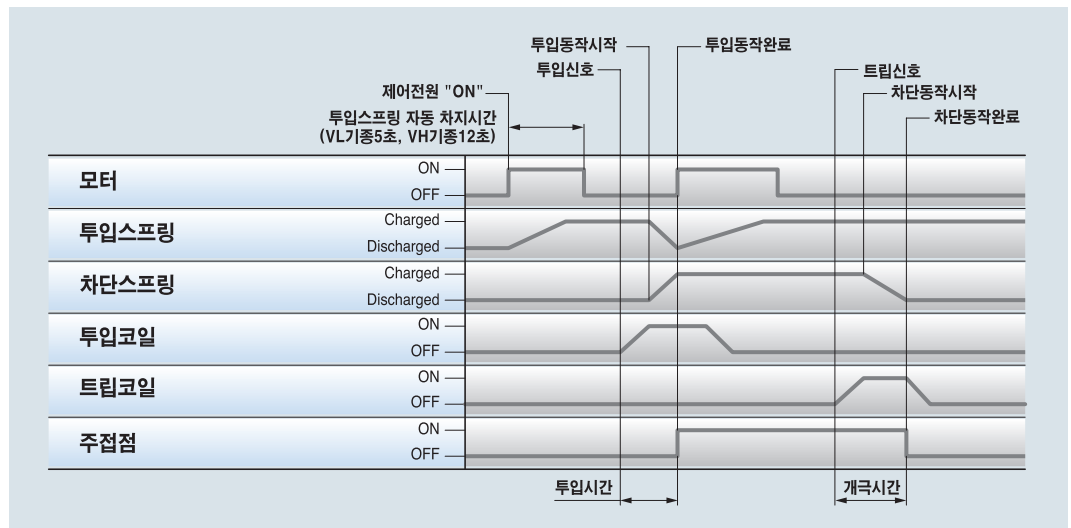 투입동작시작
투입동작완료
투입신호
트립신호
제어전원 "ON"
차단동작시작
투입스프링 자동 차지시간
차단동작완료
(VL기종5초, VH기종12초)
모터
ON
OFF
투입스프링
Charged
Discharged
차단스프링
Charged
Discharged
투입코일
ON
OFF
트립코일
ON
OFF
주접점
ON
OFF
투입시간
개극시간